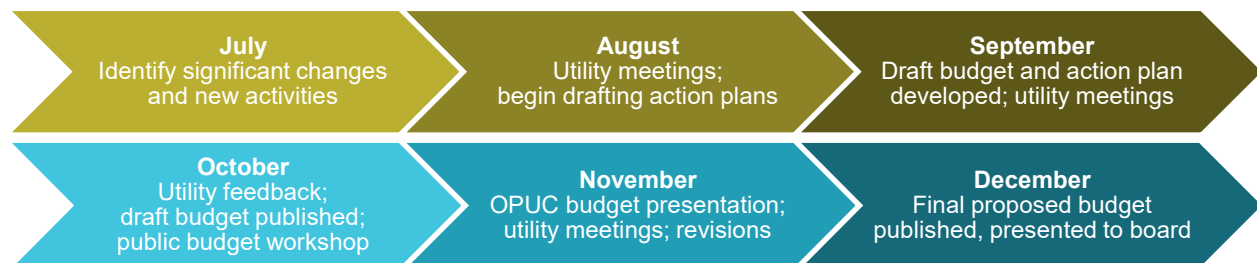 July
Identify significant changes
and new activities
August
Utility meetings;
begin drafting action plans
September
Draft budget and action plan
developed; utility meetings
October
Utility feedback;
draft budget published;
public budget workshop
November
OPUC budget presentation;
utility meetings; revisions
December
Final proposed budget
published, presented to board